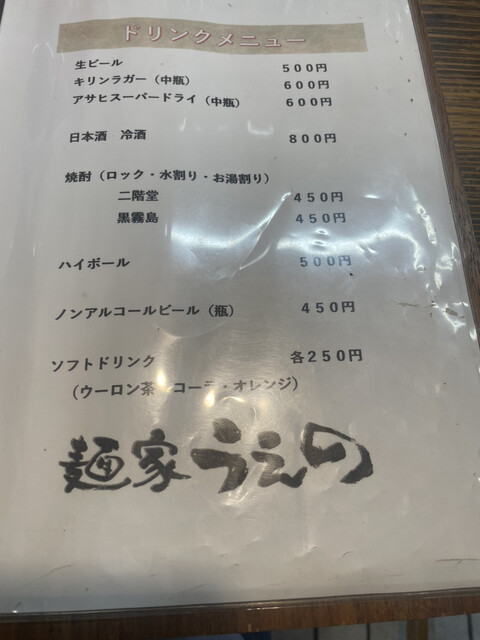 ドリンクメニュー
生ビール 500円
キリンラガー(中瓶) 600円
アサヒスーパードライ(中瓶) 600円
日本酒 冷酒 800円
焼酎(ロック・水割り・お湯割り)
二階堂 450円
黒霧島 450円
ハイボール 500円
ノンアルコールビール(瓶) 450円
ソフトドリンク 各250円
(ウーロン茶・コーラ・オレンジ)
麺家うえの